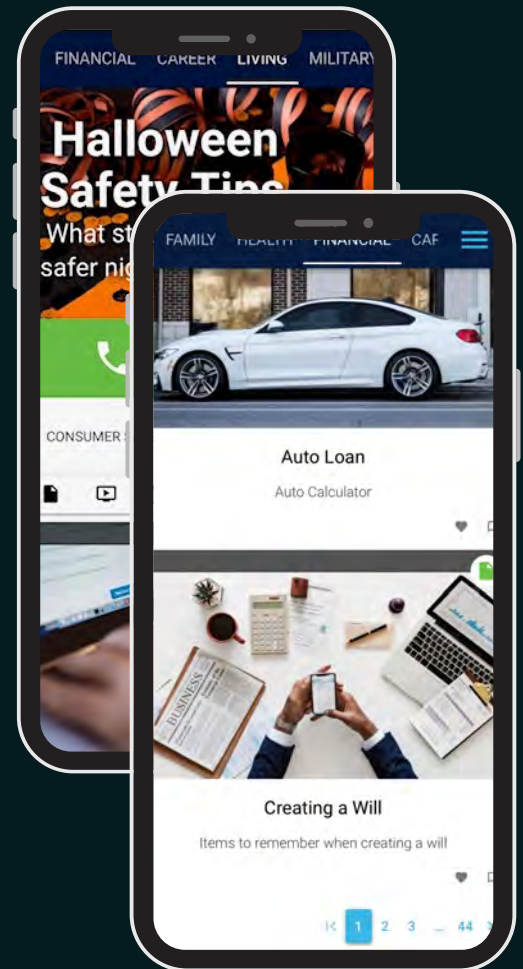 FINANCIAL CAREER LIVING MILITARY
Halloween
Safety Tips
What st
safer nig
CONSUMER
FAMILY HEALTH FINANCIAL CAR
Auto Loan
Auto Calculator
BUSINESS
Creating a Will
Items to remember when creating a will
1 2 3 ... 44